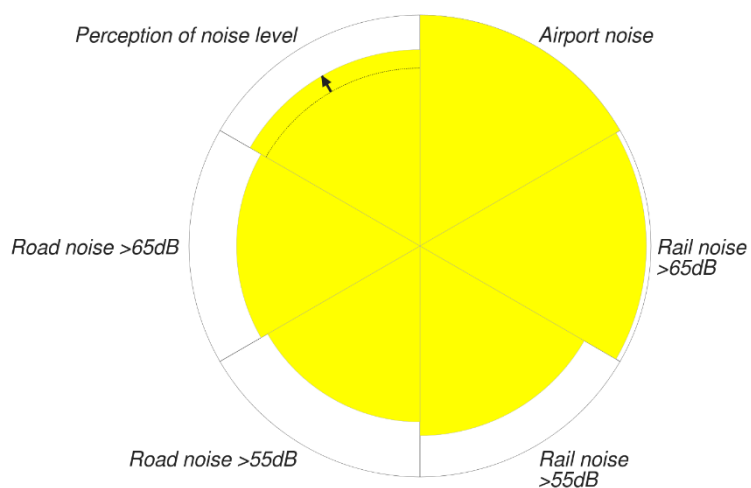 Perception of noise level
Airport noise
Road noise >65dB
Rail noise
>65dB
Road noise >55dB
Rail noise
>55dB